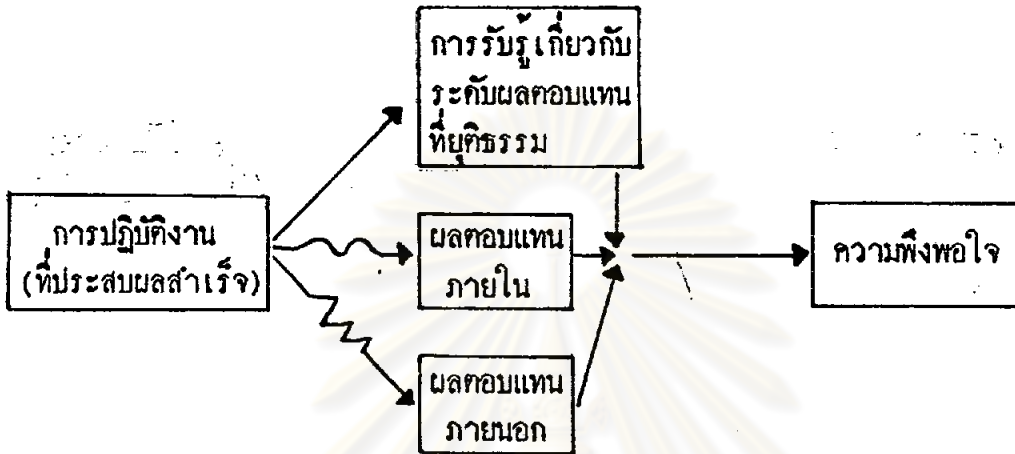 การรับรู้เกี่ยวกับ
ระดับผลตอบแทน
ที่ยุติธรรม
การปฏิบัติงาน
(ที่ประสบผลสำเร็จ)
ผลตอบแทน
ภายใน
ความพึงพอใจ
ผลตอบแทน
ภายนอก